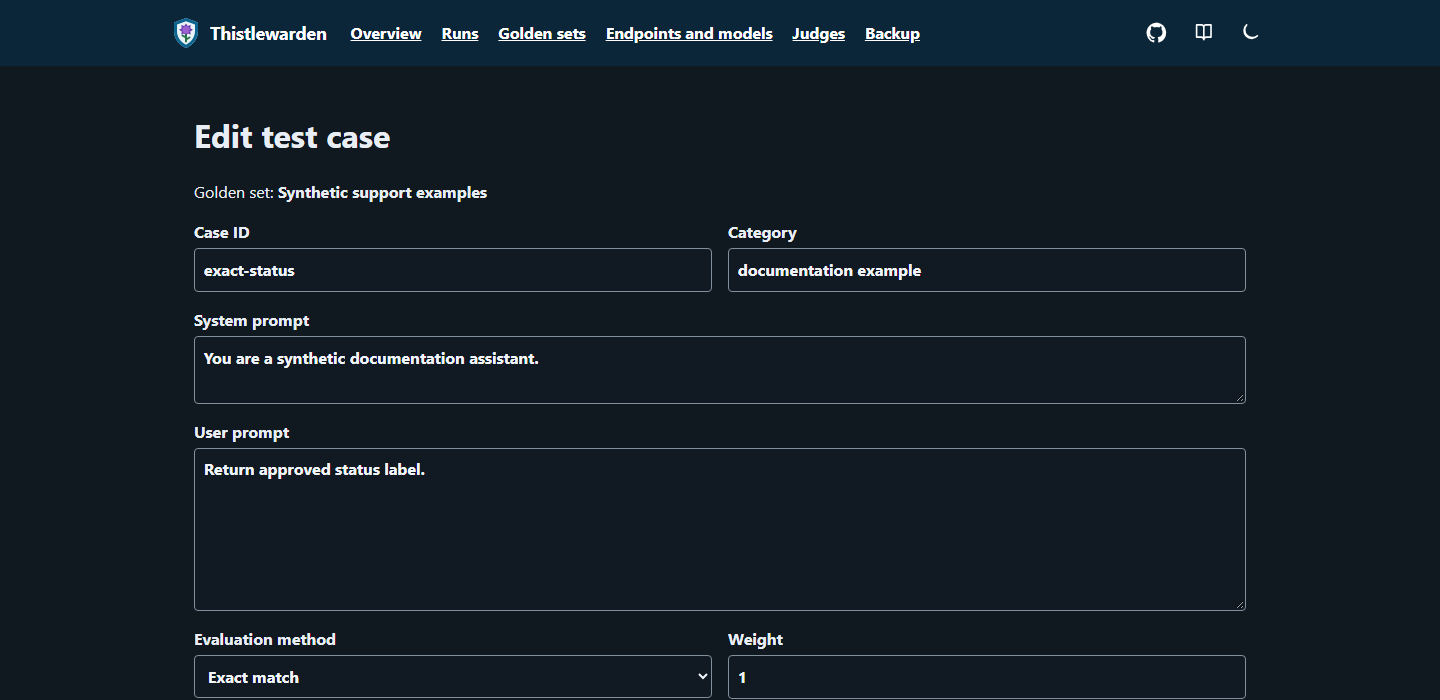 Thistlewarden Overview Runs Golden sets Endpoints and models Judges Backup
Edit test case
Golden set: Synthetic support examples
Case ID Category
exact-status documentation example
System prompt
You are a synthetic documentation assistant.
User prompt
Return approved status label.
Evaluation method Weight
Exact match 1